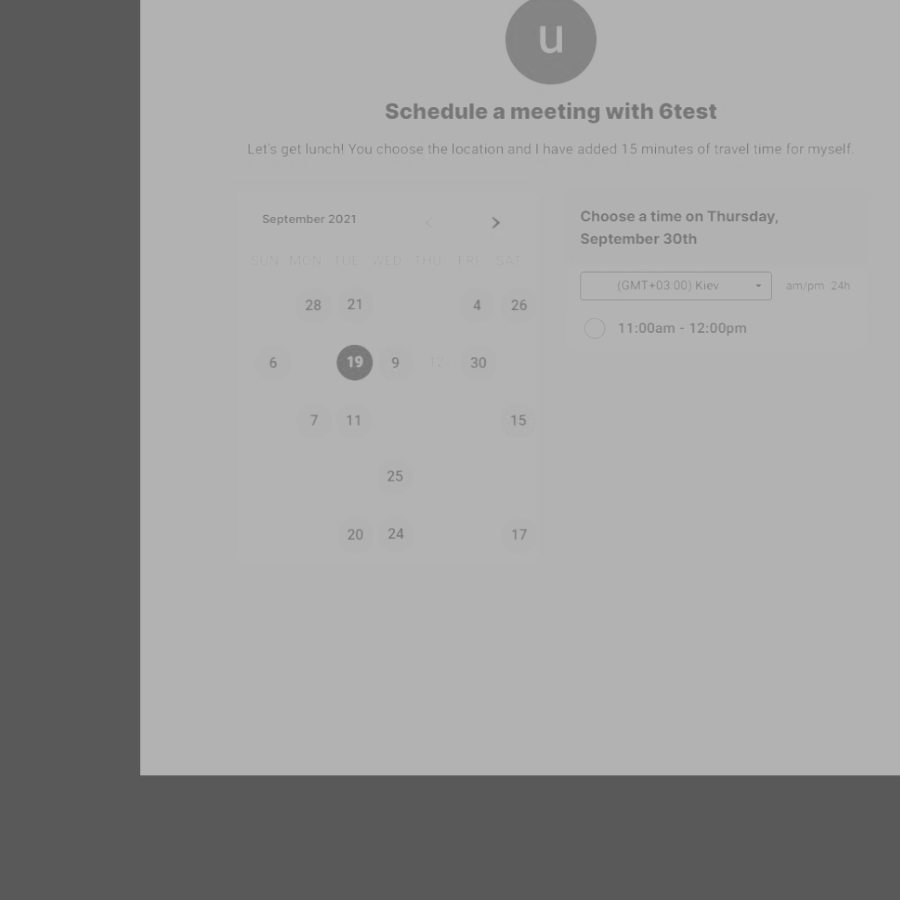 u
Schedule a meeting with 6test
Let's get lunch! You choose the location and I have added 15 minutes of travel time for myself.
September 2021
SUN MON TUE WED THU FRI SAT
28 21 4 26
6 19 9 17 30
7 11 15
25
20 24 17
Choose a time on Thursday,
September 30th
(GMT+03:00) Kiev am/pm 24h
11:00am - 12:00pm